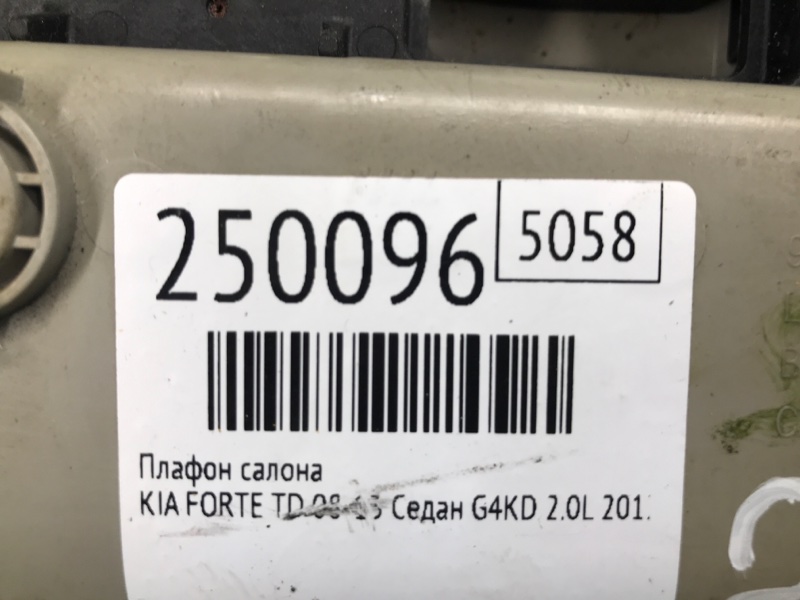 250096
5058
Плафон салона
KIA FORTE TD 08-13 Седан G4KD 2.0L 201